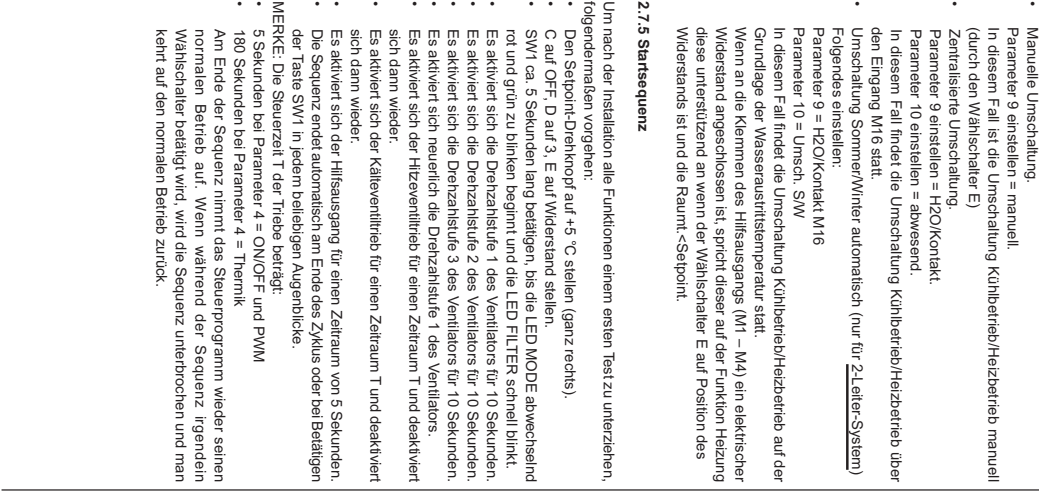 • Manuelle Umschaltung.
Parameter 9 einstellen = manuell.
In diesem Fall ist die Umschaltung Kühlbetrieb/Heizbetrieb manuell
(durch den Wählschalter E)
• Zentralisierte Umschaltung.
Parameter 9 einstellen = H2O/Kontakt.
Parameter 10 einstellen = abwesend.
In diesem Fall findet die Umschaltung Kühlbetrieb/Heizbetrieb über
den Eingang M16 statt.
• Umschaltung Sommer/Winter automatisch (nur für 2-Leiter-System)
Folgendes einstellen:
Parameter 9 = H2O/Kontakt M16
Parameter 10 = Umsch. S/W
In diesem Fall findet die Umschaltung Kühlbetrieb/Heizbetrieb auf der
Grundlage der Wasseraustrittstemperatur statt.
Wenn an die Klemmen des Hilfsausgangs (M1 – M4) ein elektrischer
Widerstand angeschlossen ist, spricht dieser auf der Funktion Heizung
diese unterstützend an wenn der Wählschalter E auf Position des
Widerstands ist und die Raumt.<Setpoint.
2.7.5 Startsequenz
Um nach der Installation alle Funktionen einem ersten Test zu unterziehen,
folgendermaßen vorgehen:
• Den Setpoint-Drehknopf auf +5 °C stellen (ganz rechts).
C auf OFF, D auf 3, E auf Widerstand stellen.
SW1 ca. 5 Sekunden lang betätigen, bis die LED MODE abwechselnd
rot und grün zu blinken beginnt und die LED FILTER schnell blinkt.
• Es aktiviert sich die Drehzahlstufe 1 des Ventilators für 10 Sekunden.
• Es aktiviert sich die Drehzahlstufe 2 des Ventilators für 10 Sekunden.
• Es aktiviert sich die Drehzahlstufe 3 des Ventilators für 10 Sekunden.
• Es aktiviert sich neuerlich die Drehzahlstufe 1 des Ventilators.
• Es aktiviert sich der Hitzeventiltrieb für einen Zeitraum T und deaktiviert
sich dann wieder.
• Es aktiviert sich der Kälteventiltrieb für einen Zeitraum T und deaktiviert
sich dann wieder.
• Es aktiviert sich der Hilfsausgang für einen Zeitraum von 5 Sekunden.
• Die Sequenz endet automatisch am Ende des Zyklus oder bei Betätigen
der Taste SW1 in jedem beliebigen Augenblicke.
MERKE: Die Steuerzeit T der Triebe beträgt:
• 5 Sekunden bei Parameter 4 = ON/OFF und PWM
• 180 Sekunden bei Parameter 4 = Thermik
Am Ende der Sequenz nimmt das Steuerprogramm wieder seinen
normalen Betrieb auf. Wenn während der Sequenz irgendein
Wählschalter betätigt wird, wird die Sequenz unterbrochen und man
kehrt auf den normalen Betrieb zurück.